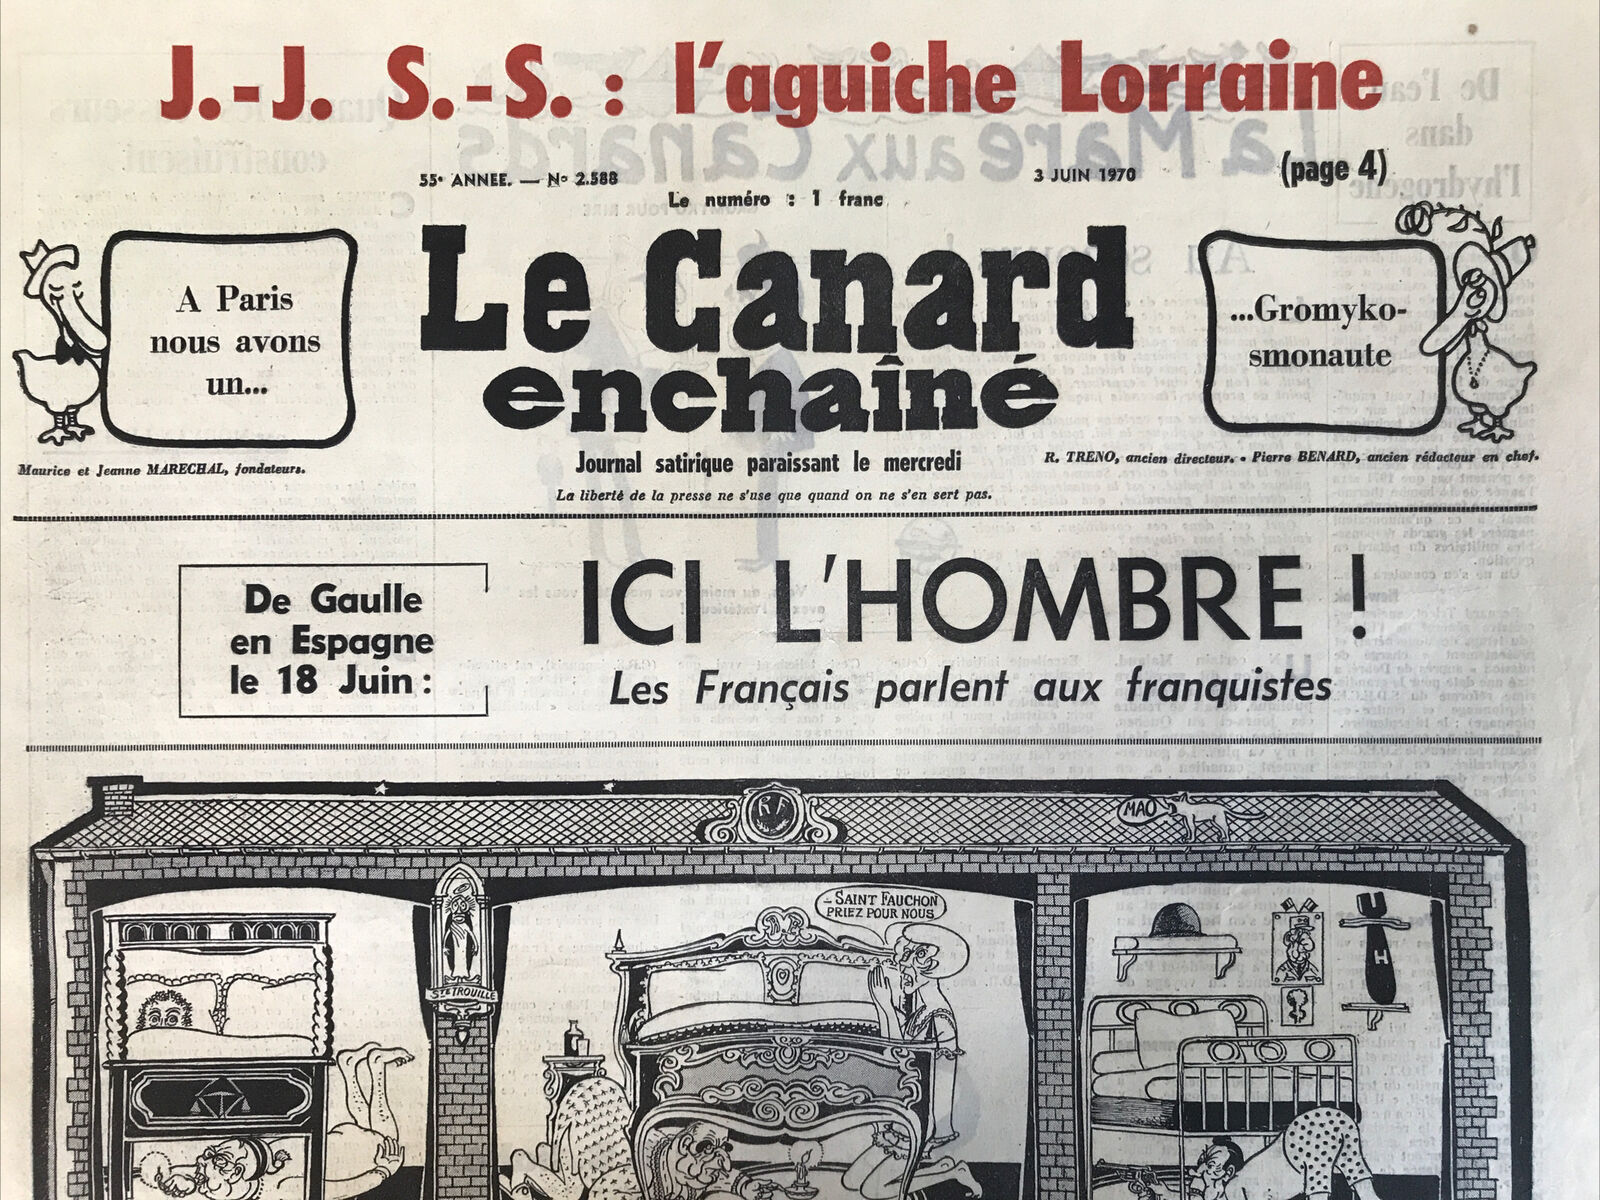 J.-J. S.-S. : l'aguiche Lorraine
(page 4)
55e ANNEE. — No 2.588
3 JUIN 1970
Le numéro : 1 franc
A Paris
nous avons
un...
Le Canard
enchaîné
...Gromyko-
smonaute
Maurice et Jeanne MARECHAL, fondateurs.
Journal satirique paraissant le mercredi
R. TRENO, ancien directeur. • Pierre BENARD, ancien rédacteur en chef.
La liberté de la presse ne s'use que quand on ne s'en sert pas.
De Gaulle
en Espagne
le 18 Juin :
ICI L'HOMBRE !
Les Français parlent aux franquistes
RF
MAO
- SAINT FAUCHON
PRIEZ POUR NOUS
STE TROUILLE
H